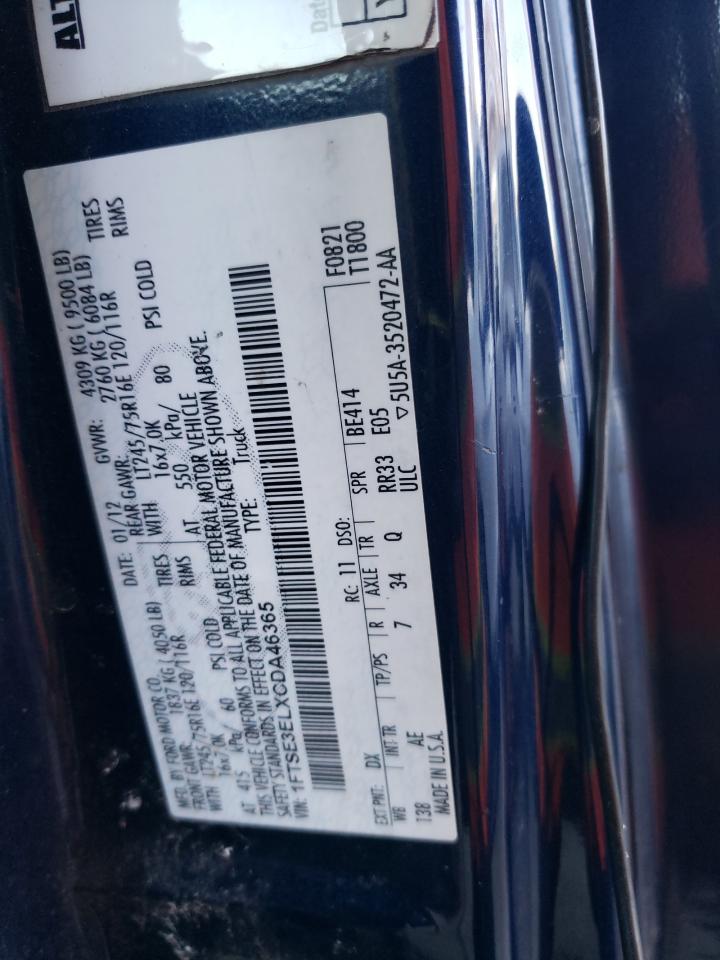 ALT
Date
MFD. BY FORD MOTOR CO.
DATE: 01/12 GVWR: 4309 KG ( 9500 LB)
FRONT GAWR: 1837 KG ( 4050 LB)
REAR GAWR: 2760 KG (6084 LB)
WITH LT245/75R16E 120/116R TIRES
WITH LT245/75R16E 120/116R TIRES
16x7.0K RIMS
16x7.0K RIMS
AT 415 kPa/ 60 PSI COLD
AT 550 kPa/ 80 PSI COLD
THIS VEHICLE CONFORMS TO ALL APPLICABLE FEDERAL MOTOR VEHICLE
SAFETY STANDARDS IN EFFECT ON THE DATE OF MANUFACTURE SHOWN ABOVE.
VIN: 1FTSE3ELXCDA46365 TYPE: Truck
F0821
T1800
EXT PNT: DX RC: 11 DSO:
WB INT TR TP/PS R AXLE TR SPR BE414
138 AE 7 34 Q RR33 E05
MADE IN U.S.A. ULC ▽5U5A-3520472-AA